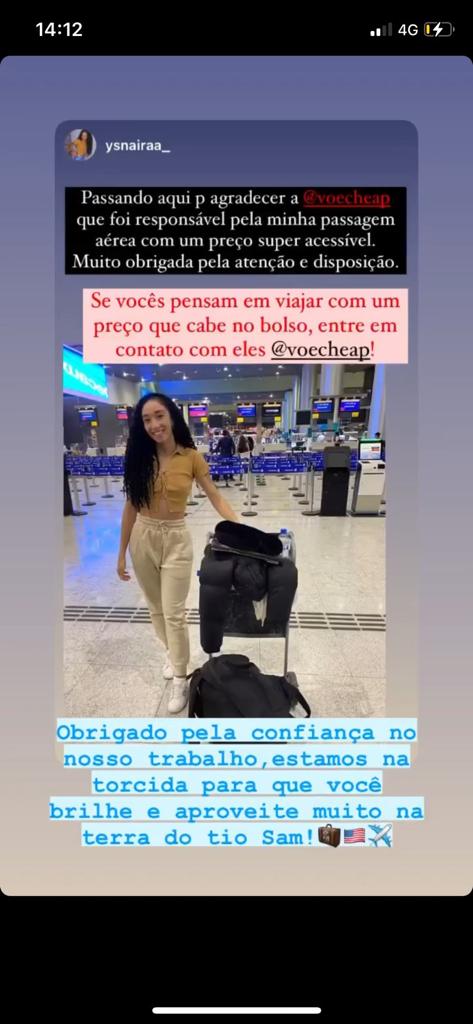 14:12
4G
ysnairaa_
Passando aqui p agradecer a @voecheap
que foi responsável pela minha passagem
aérea com um preço super acessível.
Muito obrigada pela atenção e disposição.
Se vocês pensam em viajar com um
preço que cabe no bolso, entre em
contato com eles @voecheap!
Obrigado pela confiança no
nosso trabalho,estamos na
torcida para que você
brilhe e aproveite muito na
terra do tio Sam!🧳🇺🇸✈️